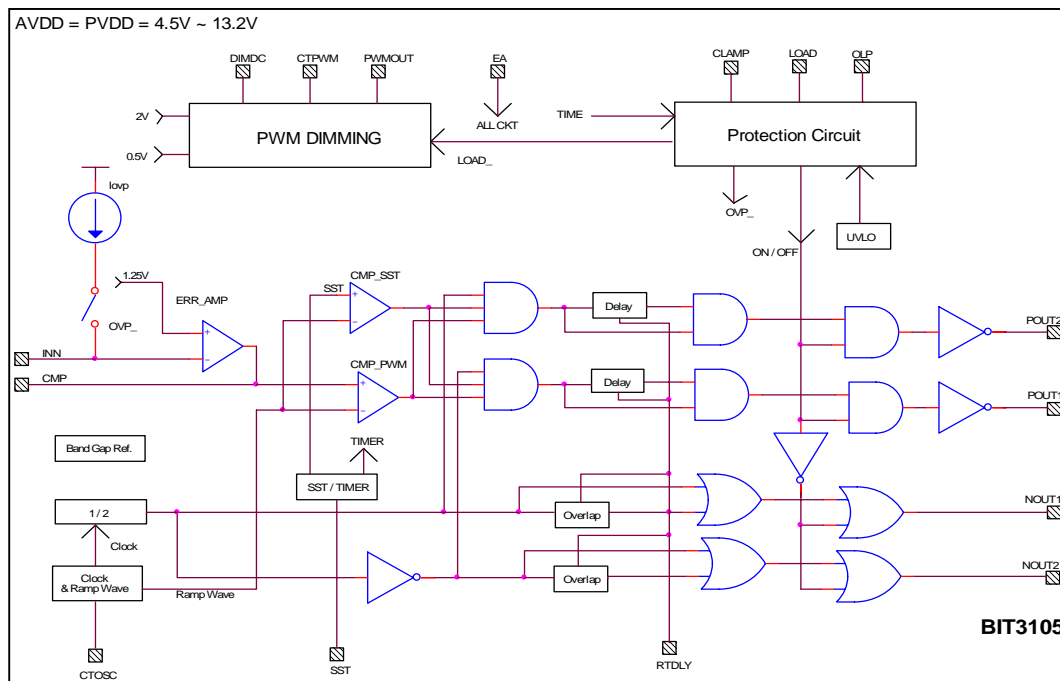 AVDD = PVDD = 4.5V ~ 13.2V
DIMDC
CTPWM
PWMOUT
EA
CLAMP
LOAD
OLP
2V
0.5V
PWM DIMMING
ALL CKT
TIME
LOAD_
Protection Circuit
OVP_
ON / OFF
UVLO
Iovp
1.25V
OVP_
ERR_AMP
INN
CMP
SST
CMP_SST
CMP_PWM
+
−
+
−
+
−
Delay
Delay
POUT2
POUT1
Band Gap Ref.
TIMER
SST / TIMER
1 / 2
Clock
Clock
& Ramp Wave
Ramp Wave
Overlap
Overlap
NOUT1
NOUT2
CTOSC
SST
RTDLY
BIT3105